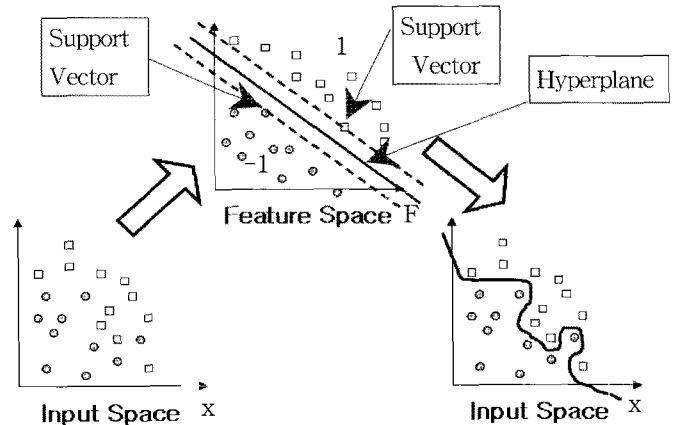 Support
Vector
1
Support
Vector
Hyperplane
-1
Feature Space F
Input Space x
Input Space x